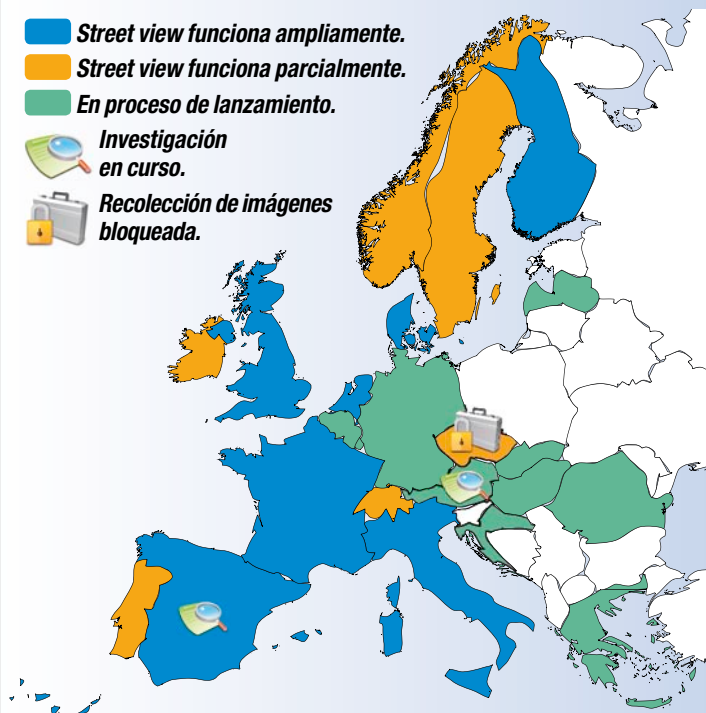 Street view funciona ampliamente.
Street view funciona parcialmente.
En proceso de lanzamiento.
Investigación
en curso.
Recolección de imágenes
bloqueada.